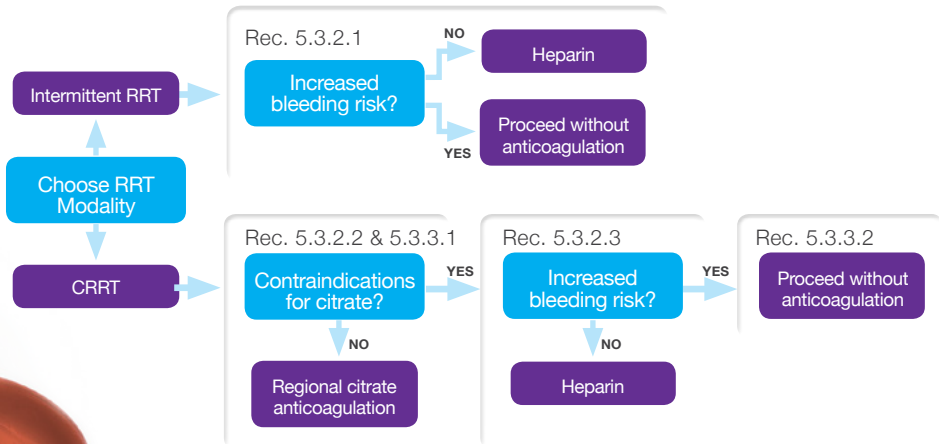 Rec. 5.3.2.1
NO
Heparin
Increased
bleeding risk?
Intermittent RRT
Proceed without
anticoagulation
YES
Choose RRT
Modality
Rec. 5.3.2.2 & 5.3.3.1
Rec. 5.3.2.3
Rec. 5.3.3.2
CRRT
Contraindications
for citrate?
YES
Increased
bleeding risk?
YES
Proceed without
anticoagulation
NO
NO
Regional citrate
anticoagulation
Heparin